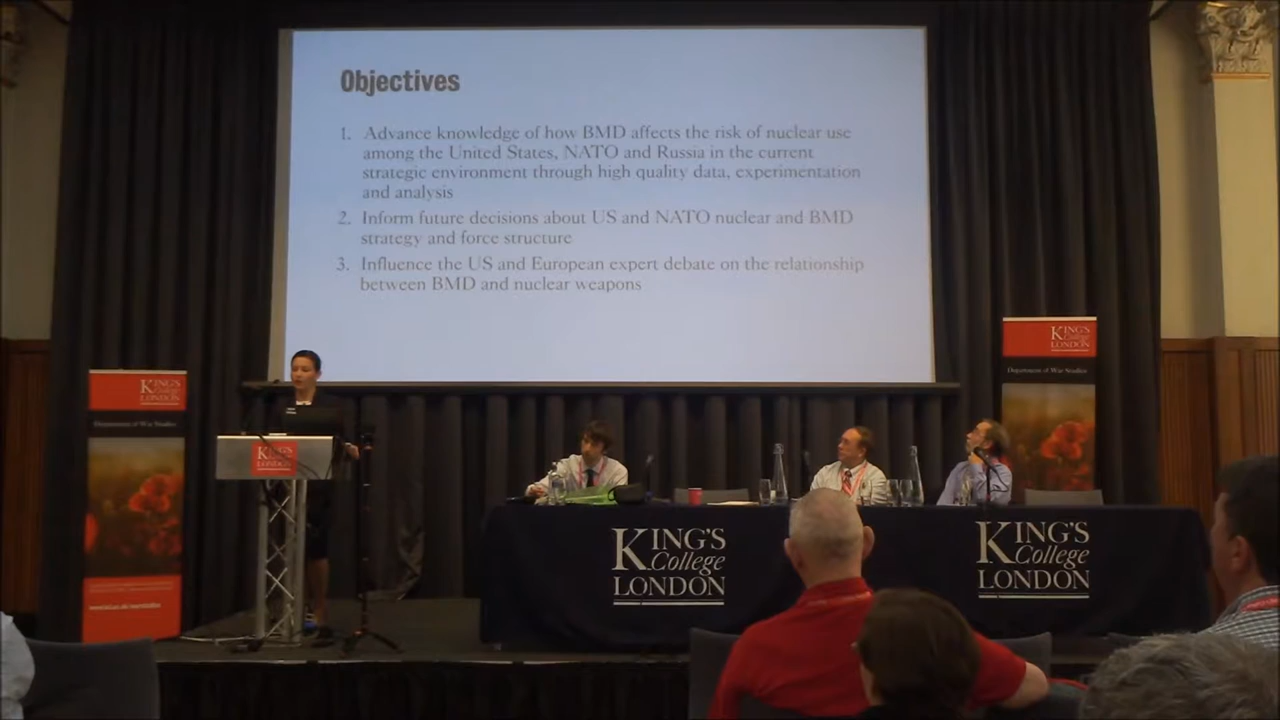 Objectives
1. Advance knowledge of how BMD affects the risk of nuclear use
among the United States, NATO and Russia in the current
strategic environment through high quality data, experimentation
and analysis
2. Inform future decisions about US and NATO nuclear and BMD
strategy and force structure
3. Influence the US and European expert debate on the relationship
between BMD and nuclear weapons
KING'S
College
LONDON
Department of War Studies
KING'S
College
LONDON
KING'S
College
LONDON
Department of War Studies
KING'S
College
LONDON
KING'S
College
LONDON